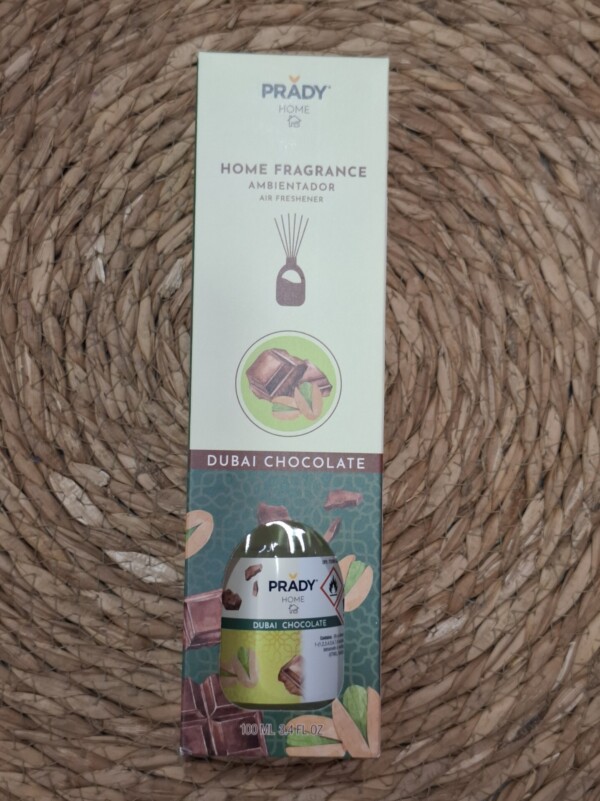 PRADY
HOME
HOME FRAGRANCE
AMBIENTADOR
AIR FRESHENER
DUBAI CHOCOLATE
PRADY
HOME
DUBAI CHOCOLATE
100 ML 3.4 FL OZ